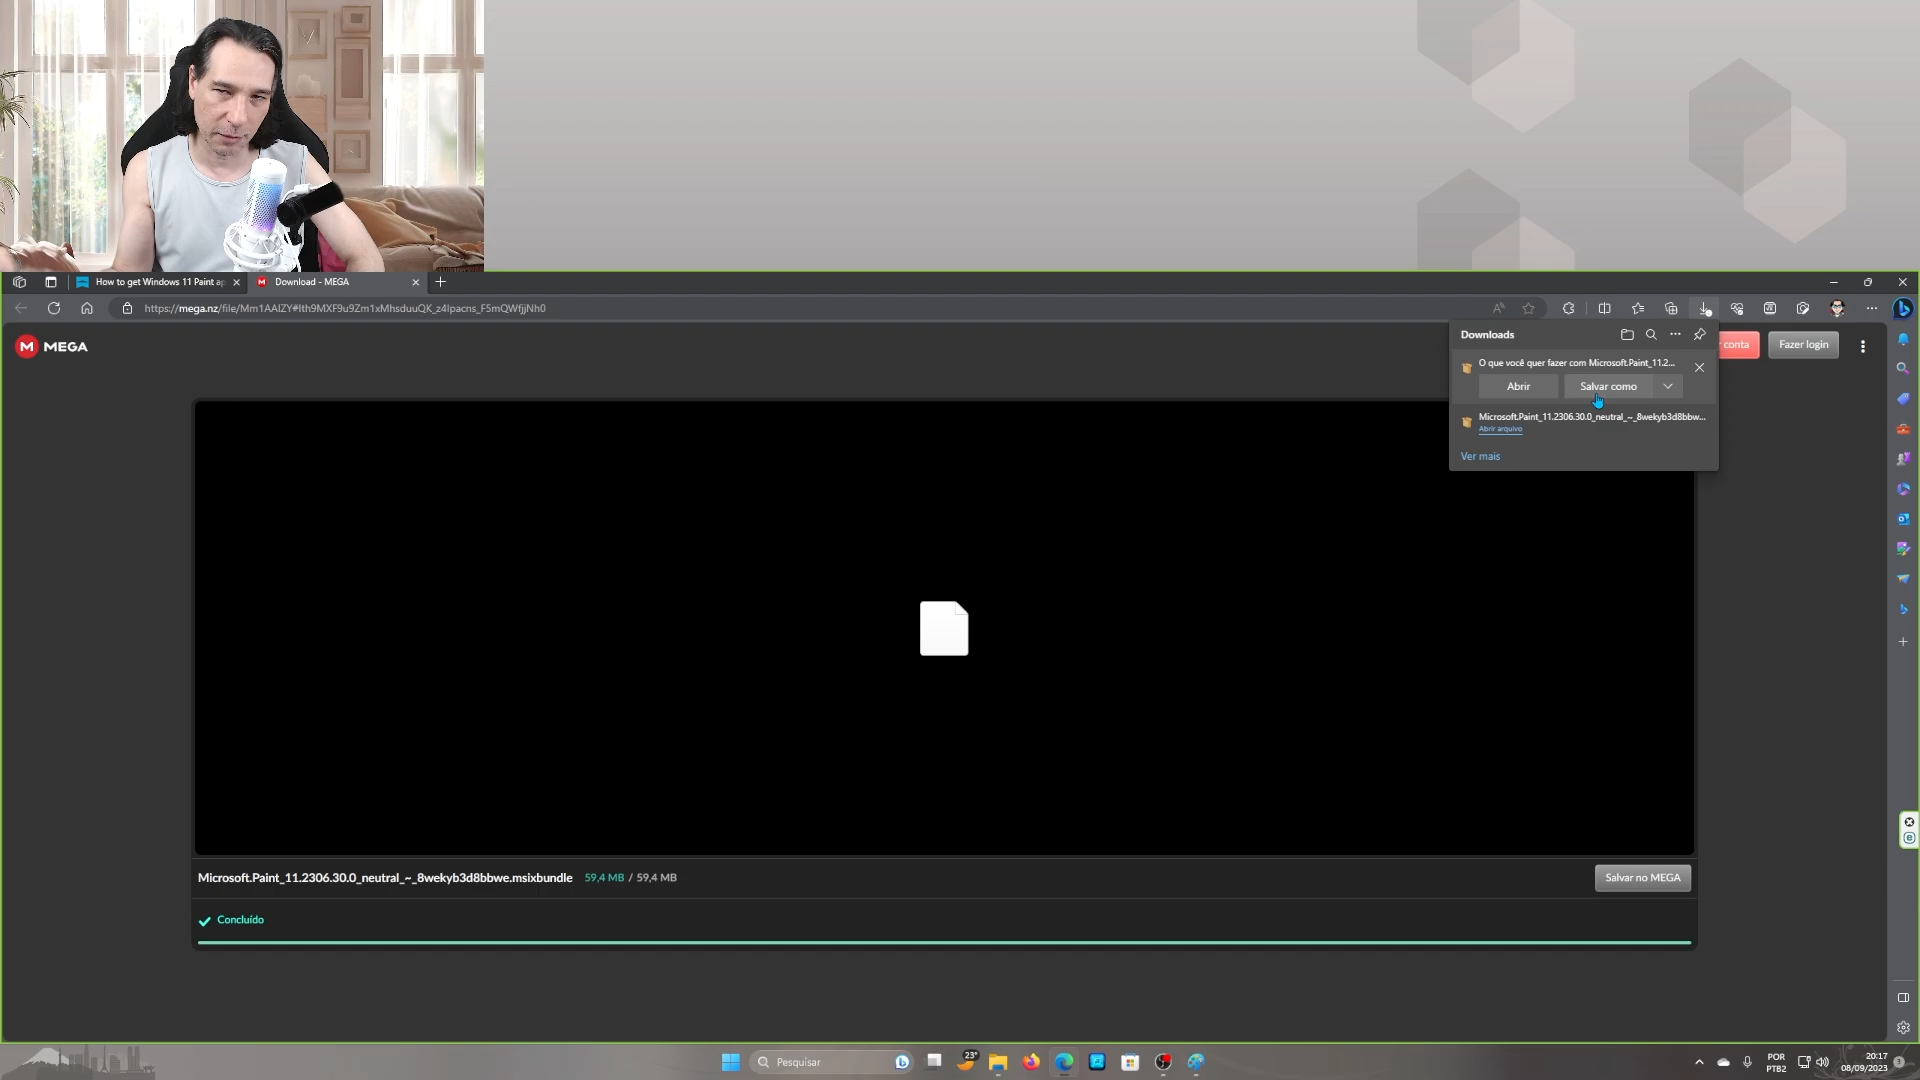 How to get Windows 11 Paint ap
Download - MEGA
https://mega.nz/file/Mm1AAIZY#Ith9MXF9u9Zm1xMhsduuQK_z4lpacns_F5mQWfjjNh0
MEGA
conta
Fazer login
Downloads
O que você quer fazer com Microsoft.Paint_11.2...
Abrir
Salvar como
Microsoft.Paint_11.2306.30.0_neutral_~_8wekyb3d8bbw...
Abrir arquivo
Ver mais
Microsoft.Paint_11.2306.30.0_neutral_~_8wekyb3d8bbwe.msixbundle 59,4 MB / 59,4 MB
Salvar no MEGA
Concluído
Pesquisar
23°
POR
PTB2
20:17
08/09/2023